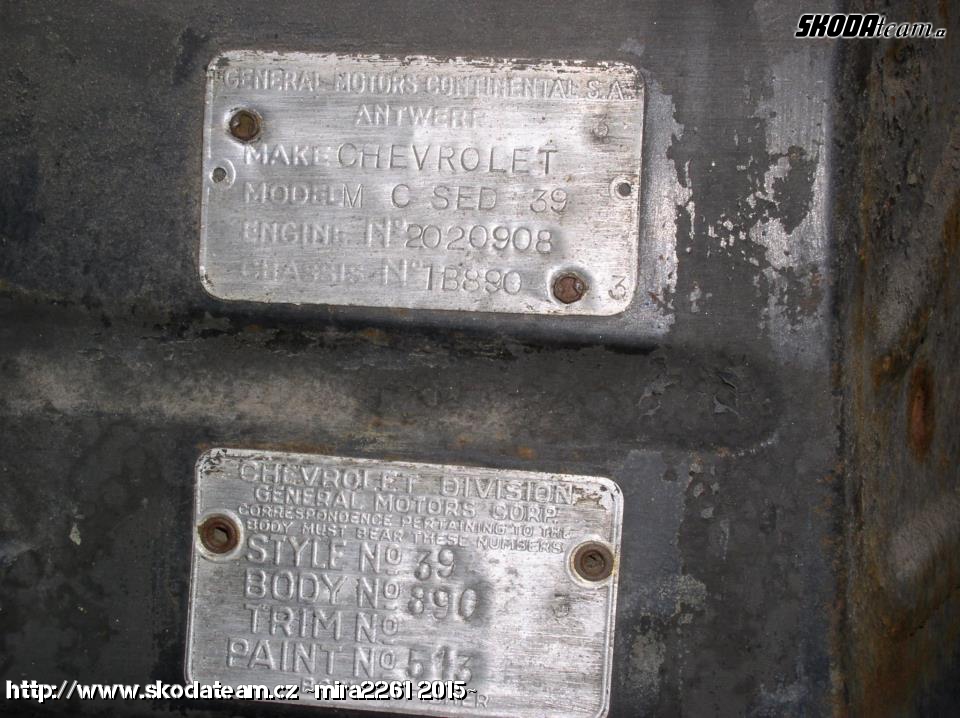 SKODAteam.cz
GENERAL MOTORS CONTINENTAL S.A.
ANTWERP
3
MAKE CHEVROLET
MODEL M C SED 39
ENGINE Nº 2020908
CHASSIS Nº 1B890
3
CHEVROLET DIVISION
GENERAL MOTORS CORP.
CORRESPONDENCE PERTAINING TO THE
BODY MUST BEAR THESE NUMBERS
STYLE Nº 39
BODY Nº 890
TRIM Nº
PAINT Nº 513
http://www.skodateam.cz ~mira2261 2015~